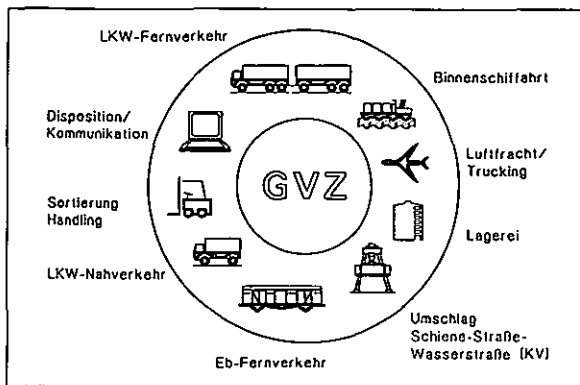 LKW-Fernverkehr
Binnenschiffahrt
Disposition/
Kommunikation
Luftfracht/
Trucking
GVZ
Sortierung
Handling
Lagerei
LKW-Nahverkehr
Umschlag
Schiene-Straße-
Wasserstraße (KV)
Eb-Fernverkehr